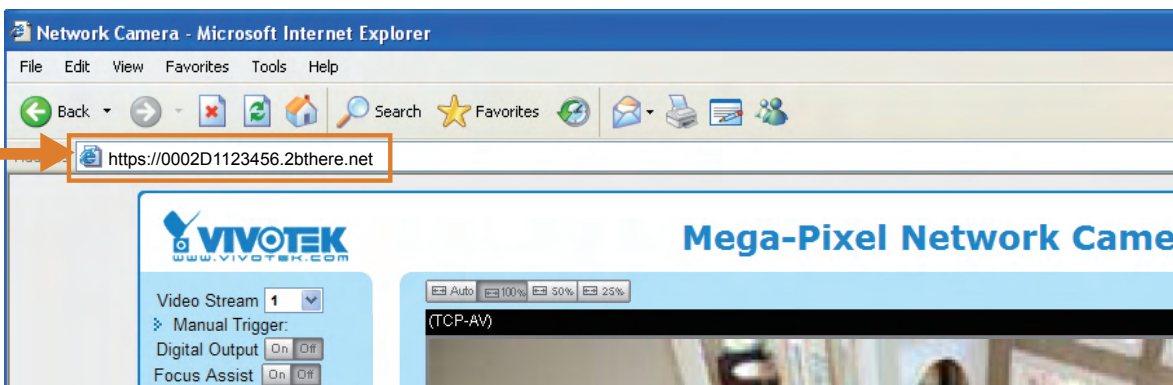 Network Camera - Microsoft Internet Explorer
File Edit View Favorites Tools Help
Back Search Favorites
https://0002D1123456.2bthere.net
VIVOTEK
www.vivotek.com
Mega-Pixel Network Came
Video Stream 1
Auto 100% 50% 25%
Manual Trigger:
(TCP-AV)
Digital Output On Off
Focus Assist On Off